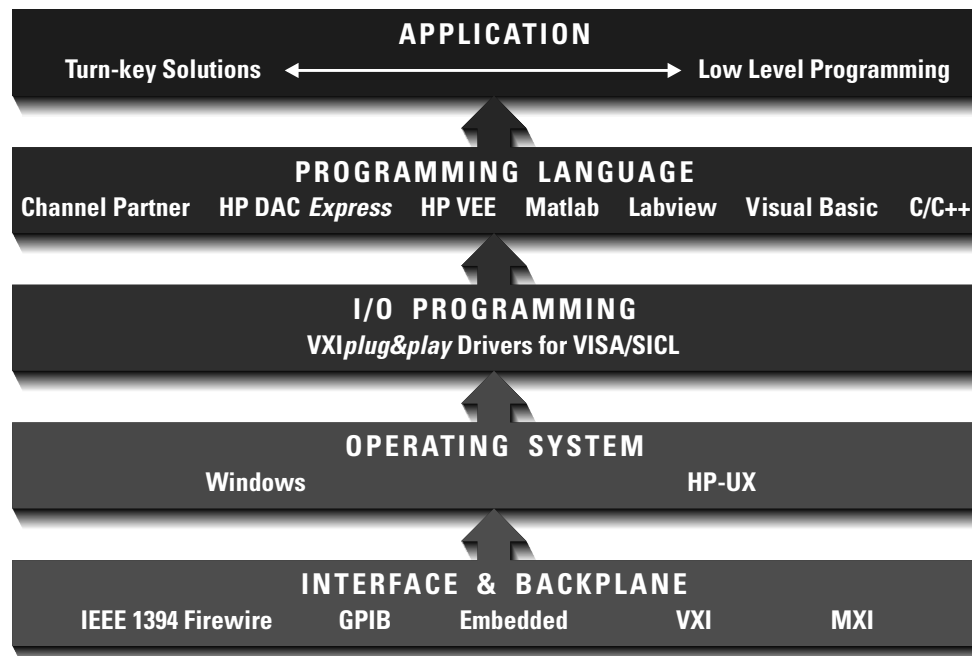 APPLICATION
Turn-key Solutions Low Level Programming
PROGRAMMING LANGUAGE
Channel Partner HP DAC Express HP VEE Matlab Labview Visual Basic C/C++
I/O PROGRAMMING
VXIplug&play Drivers for VISA/SICL
OPERATING SYSTEM
Windows HP-UX
INTERFACE & BACKPLANE
IEEE 1394 Firewire GPIB Embedded VXI MXI